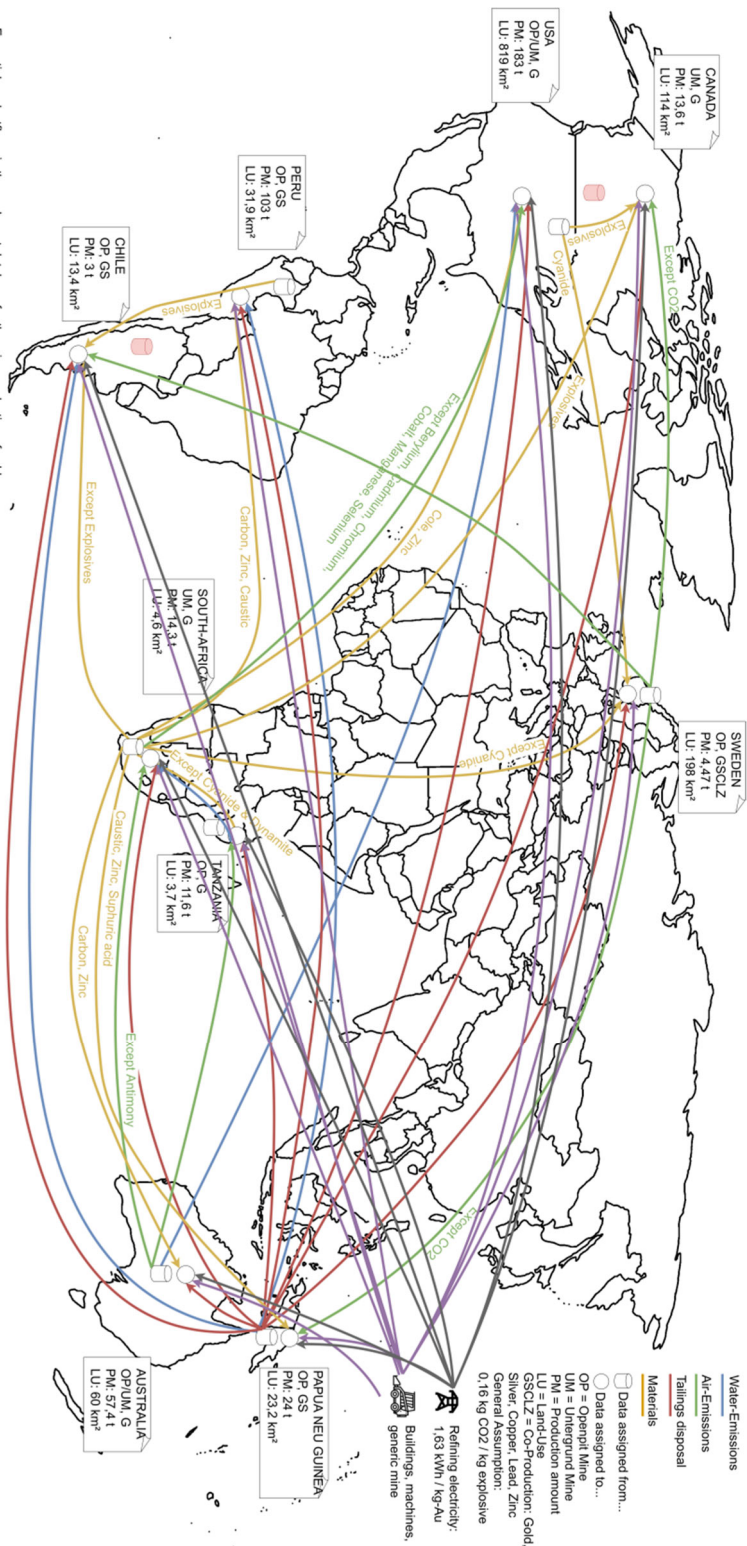 CANADA
UM, G
PM: 13,6 t
LU: 114 km²
USA
OP/UM, G
PM: 183 t
LU: 819 km²
PERU
OP, GS
PM: 103 t
LU: 31,9 km²
CHILE
OP, GS
PM: 3 t
LU: 13,4 km²
SOUTH-AFRICA
UM, G
PM: 14,3 t
LU: 4,6 km²
TANZANIA
OP, G
PM: 11,6 t
LU: 3,7 km²
SWEDEN
OP, GSCLZ
PM: 4,47 t
LU: 198 km²
PAPUA NEU GUINEA
OP, GS
PM: 24 t
LU: 23,2 km²
AUSTRALIA
OP/UM, G
PM: 57,4 t
LU: 60 km²
Except CO2
Explosives
Cyanide
Explosives
Cole, Zinc
Except Berylium, Cadmium, Chromium,
Cobalt, Manganese, Selenium
Explosives
Carbon, Zinc, Caustic
Except Explosives
Except Cyanide
Except Cyanide & Dynamite
Caustic, Zinc, Suphuric acid
Carbon, Zinc
Except Antimony
Except CO2
Water-Emissions
Air-Emissions
Tailings disposal
Materials
Data assigned from...
Data assigned to...
OP = Openpit Mine
UM = Untergrund Mine
PM = Production amount
LU = Land-Use
GSCLZ = Co-Production: Gold,
Silver, Copper, Lead, Zinc
General Assumption:
0,16 kg CO2 / kg explosive
Refining electricity:
1,63 kWh / kg-Au
Buildings, machines,
generic mine